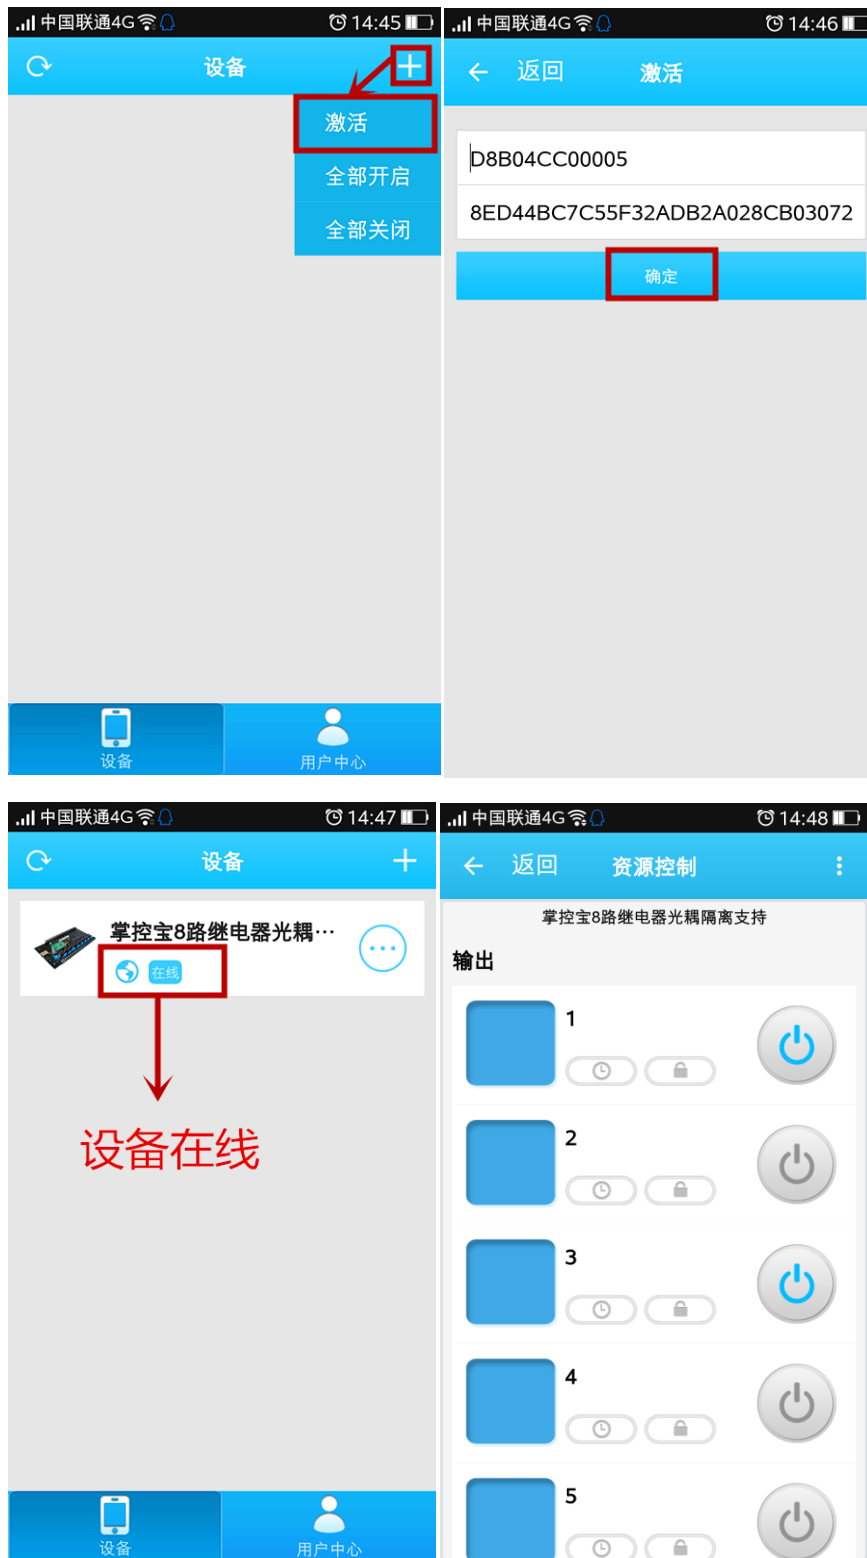 中国联通4G 14:45
设备
激活
全部开启
全部关闭
设备 用户中心
中国联通4G 14:46
返回 激活
D8B04CC00005
8ED44BC7C55F32ADB2A028CB03072
确定
中国联通4G 14:47
设备
掌控宝8路继电器光耦…
在线
设备在线
设备 用户中心
中国联通4G 14:48
返回 资源控制
掌控宝8路继电器光耦隔离支持
输出
1
2
3
4
5